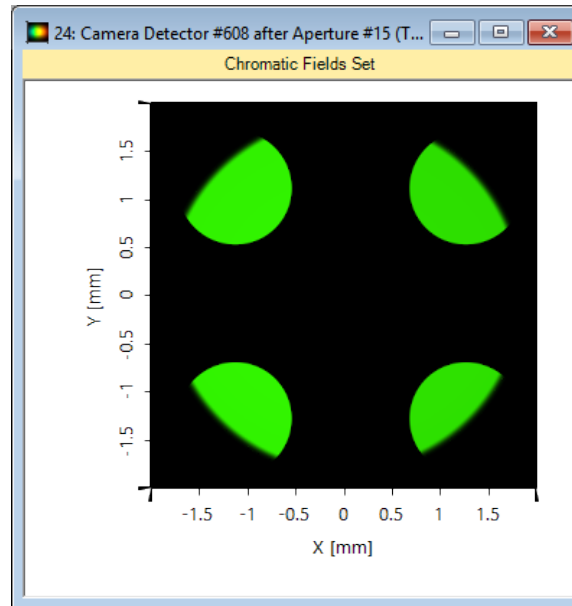 24: Camera Detector #608 after Aperture #15 (T...
Chromatic Fields Set
Y [mm]
1.5
1
0.5
0
-0.5
-1
-1.5
-1.5 -1 -0.5 0 0.5 1 1.5
X [mm]